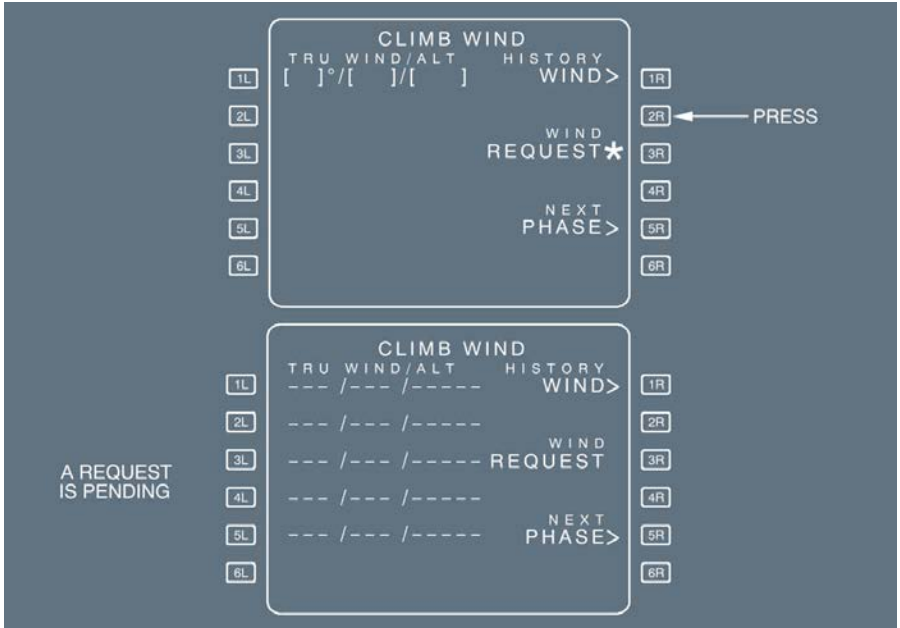 CLIMB WIND
TRU WIND/ALT HISTORY
1L [ ]°/[ ]/[ ] WIND> 1R
2L 2R PRESS
WIND
3L REQUEST* 3R
4L 4R
NEXT
5L PHASE> 5R
6L 6R
CLIMB WIND
TRU WIND/ALT HISTORY
1L --- /--- /----- WIND> 1R
2L --- /--- /----- 2R
WIND
3L --- /--- /----- REQUEST 3R
A REQUEST
IS PENDING
4L --- /--- /----- 4R
NEXT
5L --- /--- /----- PHASE> 5R
6L 6R